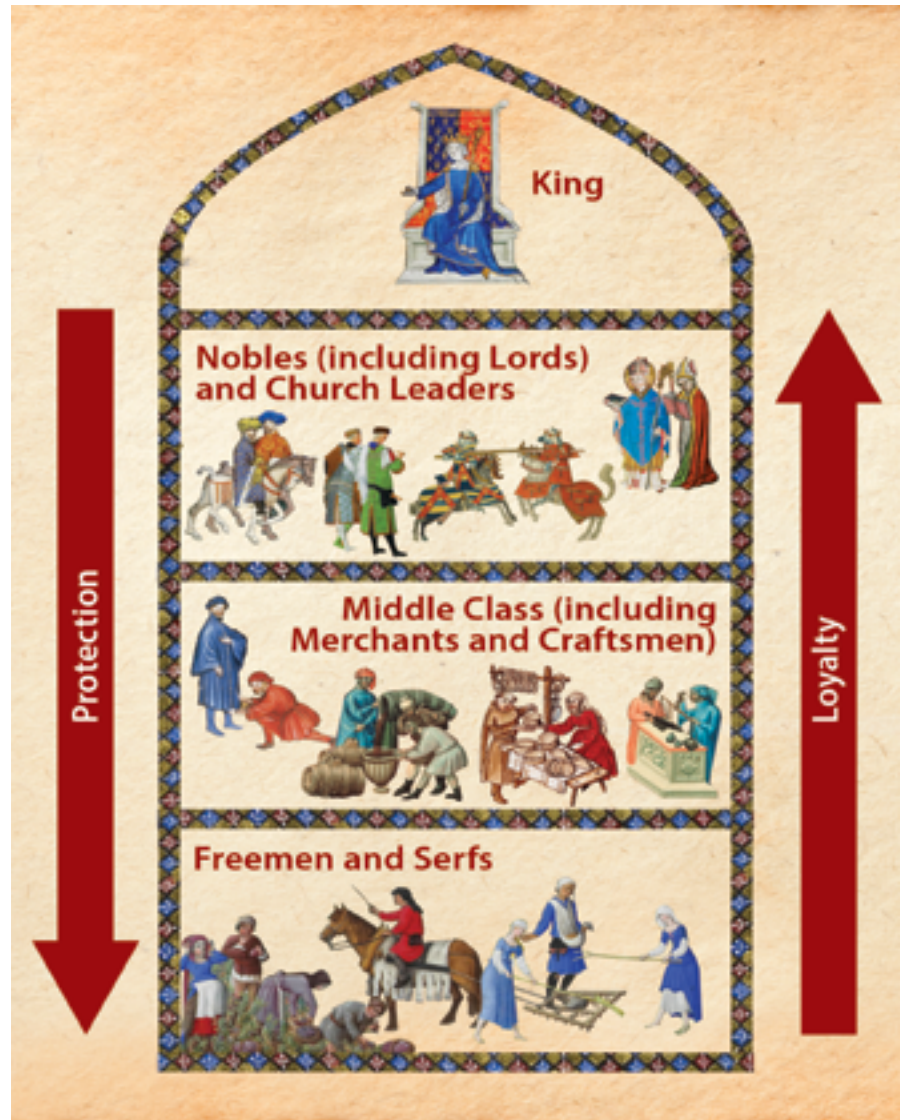 King
Nobles (including Lords)
and Church Leaders
Protection
Middle Class (including
Merchants and Craftsmen)
Loyalty
Freemen and Serfs